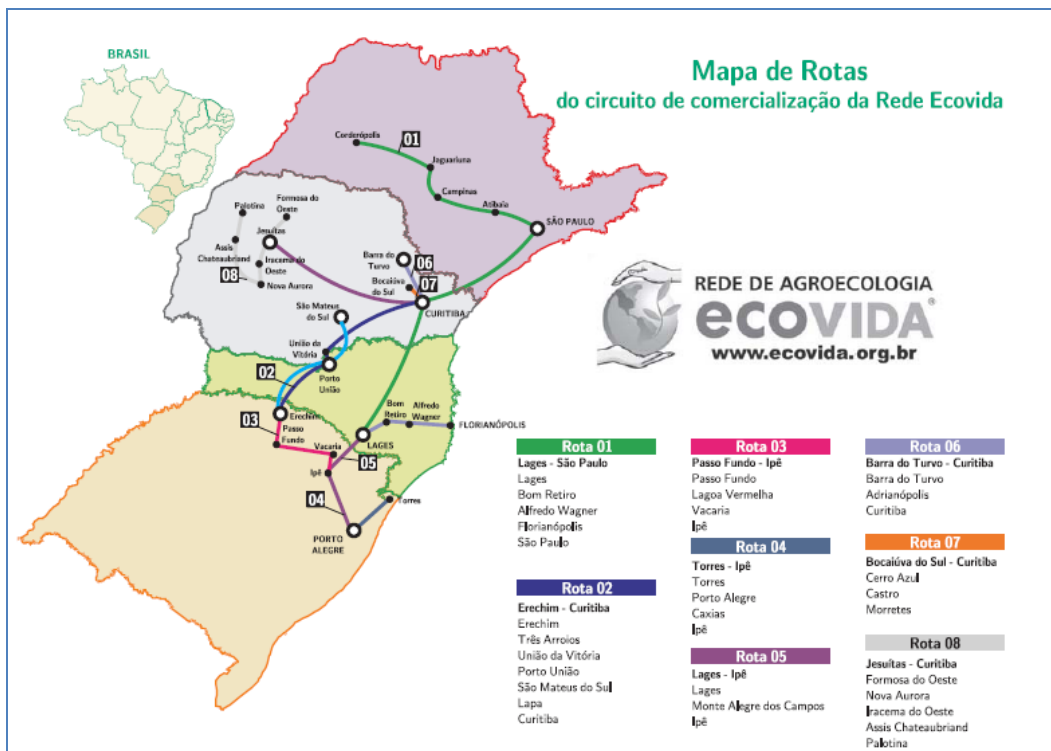 BRASIL
Mapa de Rotas
do circuito de comercialização da Rede Ecovida
Corderópolis
01
Jaguariuna
Campinas
Atibaia
SÃO PAULO
Palotina
Formosa do
Oeste
Jesuítas
Assis
Chateaubriand
Iracema do
Oeste
08
Nova Aurora
Barra do
Turvo
06
Bocaiúva
do Sul
07
CURITIBA
São Mateus
do Sul
União da
Vitória
02
Porto
União
03
Erechim
Passo
Fundo
Bom
Retiro
Alfredo
Wagner
FLORIANÓPOLIS
LAGES
Vacaria
05
Ipê
04
Torres
PORTO
ALEGRE
REDE DE AGROECOLOGIA
ecovida®
www.ecovida.org.br
Rota 01
Lages - São Paulo
Lages
Bom Retiro
Alfredo Wagner
Florianópolis
São Paulo
Rota 02
Erechim - Curitiba
Erechim
Três Arroios
União da Vitória
Porto União
São Mateus do Sul
Lapa
Curitiba
Rota 03
Passo Fundo - Ipê
Passo Fundo
Lagoa Vermelha
Vacaria
Ipê
Rota 04
Torres - Ipê
Torres
Porto Alegre
Caxias
Ipê
Rota 05
Lages - Ipê
Lages
Monte Alegre dos Campos
Ipê
Rota 06
Barra do Turvo - Curitiba
Barra do Turvo
Adrianópolis
Curitiba
Rota 07
Bocaiúva do Sul - Curitiba
Cerro Azul
Castro
Morretes
Rota 08
Jesuítas - Curitiba
Formosa do Oeste
Nova Aurora
Iracema do Oeste
Assis Chateaubriand
Palotina